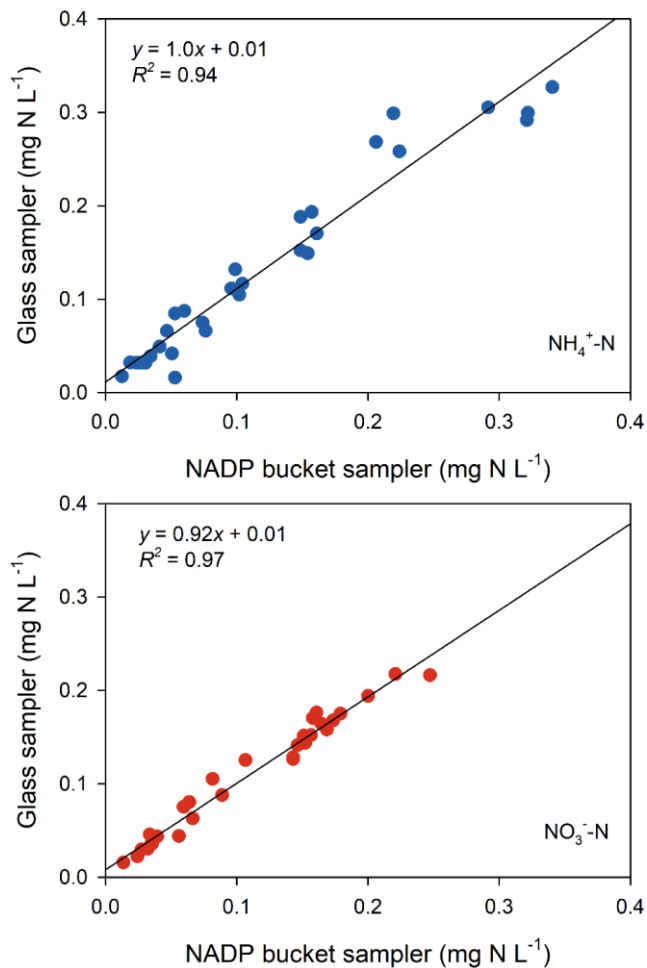 y = 1.0x + 0.01
R² = 0.94
Glass sampler (mg N L⁻¹)
0.4
0.3
0.2
0.1
0.0
NH₄⁺-N
0.0 0.1 0.2 0.3 0.4
NADP bucket sampler (mg N L⁻¹)
y = 0.92x + 0.01
R² = 0.97
Glass sampler (mg N L⁻¹)
0.4
0.3
0.2
0.1
0.0
NO₃⁻-N
0.0 0.1 0.2 0.3 0.4
NADP bucket sampler (mg N L⁻¹)